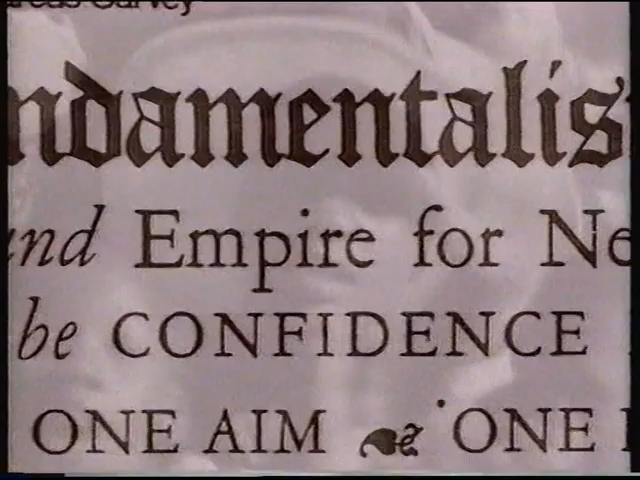 ndamentalis
and Empire for Ne
be CONFIDENCE
ONE AIM ❧ ONE